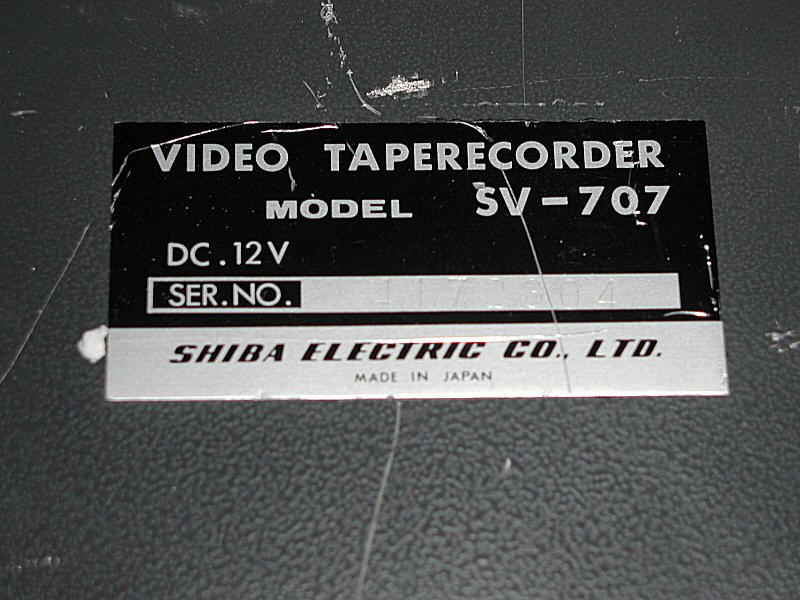 VIDEO TAPERECORDER
MODEL SV-707
DC.12V
SER.NO.
SHIBA ELECTRIC CO., LTD.
MADE IN JAPAN